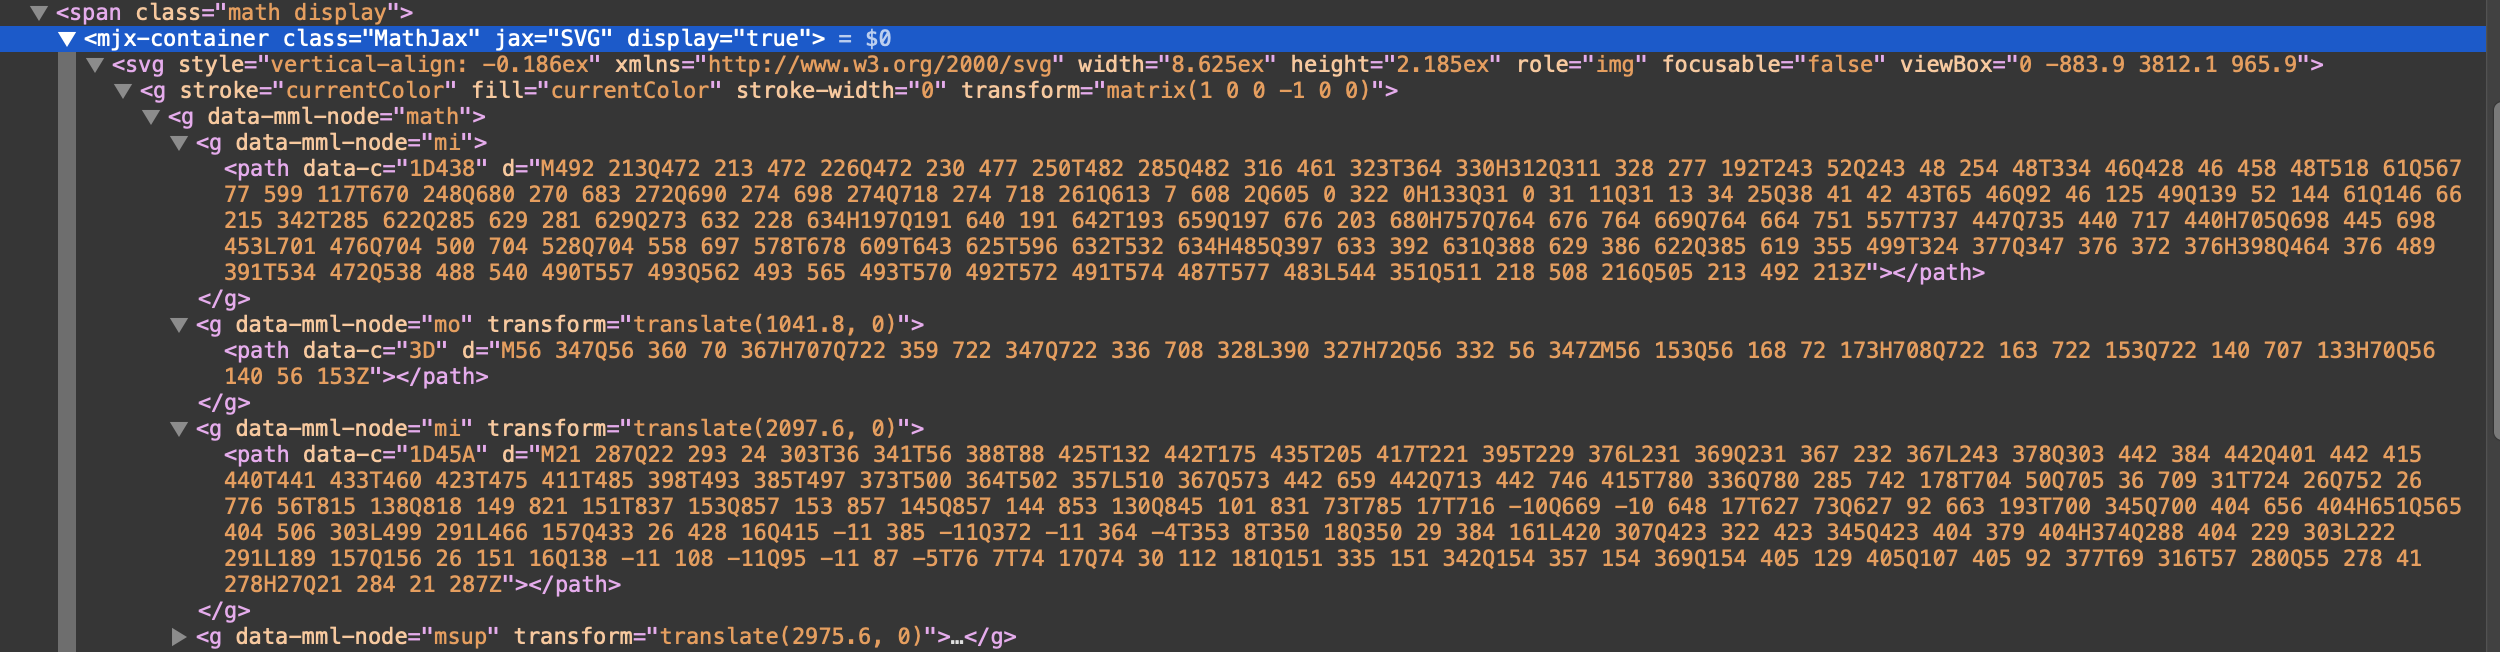 <span class="math display">
<mjx-container class="MathJax" jax="SVG" display="true"> = $0
<svg style="vertical-align: -0.186ex" xmlns="http://www.w3.org/2000/svg" width="8.625ex" height="2.185ex" role="img" focusable="false" viewBox="0 -883.9 3812.1 965.9">
<g stroke="currentColor" fill="currentColor" stroke-width="0" transform="matrix(1 0 0 -1 0 0)">
<g data-mml-node="math">
<g data-mml-node="mi">
<path data-c="1D438" d="M492 213Q472 213 472 226Q472 230 477 250T482 285Q482 316 461 323T364 330H312Q311 328 277 192T243 52Q243 48 254 48T334 46Q428 46 458 48T518 61Q567
77 599 117T670 248Q680 270 683 272Q690 274 698 274Q718 274 718 261Q613 7 608 2Q605 0 322 0H133Q31 0 31 11Q31 13 34 25Q38 41 42 43T65 46Q92 46 125 49Q139 52 144 61Q146 66
215 342T285 622Q285 629 281 629Q273 632 228 634H197Q191 640 191 642T193 659Q197 676 203 680H757Q764 676 764 669Q764 664 751 557T737 447Q735 440 717 440H705Q698 445 698
453L701 476Q704 500 704 528Q704 558 697 578T678 609T643 625T596 632T532 634H485Q397 633 392 631Q388 629 386 622Q385 619 355 499T324 377Q347 376 372 376H398Q464 376 489
391T534 472Q538 488 540 490T557 493Q562 493 565 493T570 492T572 491T574 487T577 483L544 351Q511 218 508 216Q505 213 492 213Z"></path>
</g>
<g data-mml-node="mo" transform="translate(1041.8, 0)">
<path data-c="3D" d="M56 347Q56 360 70 367H707Q722 359 722 347Q722 336 708 328L390 327H72Q56 332 56 347ZM56 153Q56 168 72 173H708Q722 163 722 153Q722 140 707 133H70Q56
140 56 153Z"></path>
</g>
<g data-mml-node="mi" transform="translate(2097.6, 0)">
<path data-c="1D45A" d="M21 287Q22 293 24 303T36 341T56 388T88 425T132 442T175 435T205 417T221 395T229 376L231 369Q231 367 232 367L243 378Q303 442 384 442Q401 442 415
440T441 433T460 423T475 411T485 398T493 385T497 373T500 364T502 357L510 367Q573 442 659 442Q713 442 746 415T780 336Q780 285 742 178T704 50Q705 36 709 31T724 26Q752 26
776 56T815 138Q818 149 821 151T837 153Q857 153 857 145Q857 144 853 130Q845 101 831 73T785 17T716 -10Q669 -10 648 17T627 73Q627 92 663 193T700 345Q700 404 656 404H651Q565
404 506 303L499 291L466 157Q433 26 428 16Q415 -11 385 -11Q372 -11 364 -4T353 8T350 18Q350 29 384 161L420 307Q423 322 423 345Q423 404 379 404H374Q288 404 229 303L222
291L189 157Q156 26 151 16Q138 -11 108 -11Q95 -11 87 -5T76 7T74 17Q74 30 112 181Q151 335 151 342Q154 357 154 369Q154 405 129 405Q107 405 92 377T69 316T57 280Q55 278 41
278H27Q21 284 21 287Z"></path>
</g>
<g data-mml-node="msup" transform="translate(2975.6, 0)">…</g>